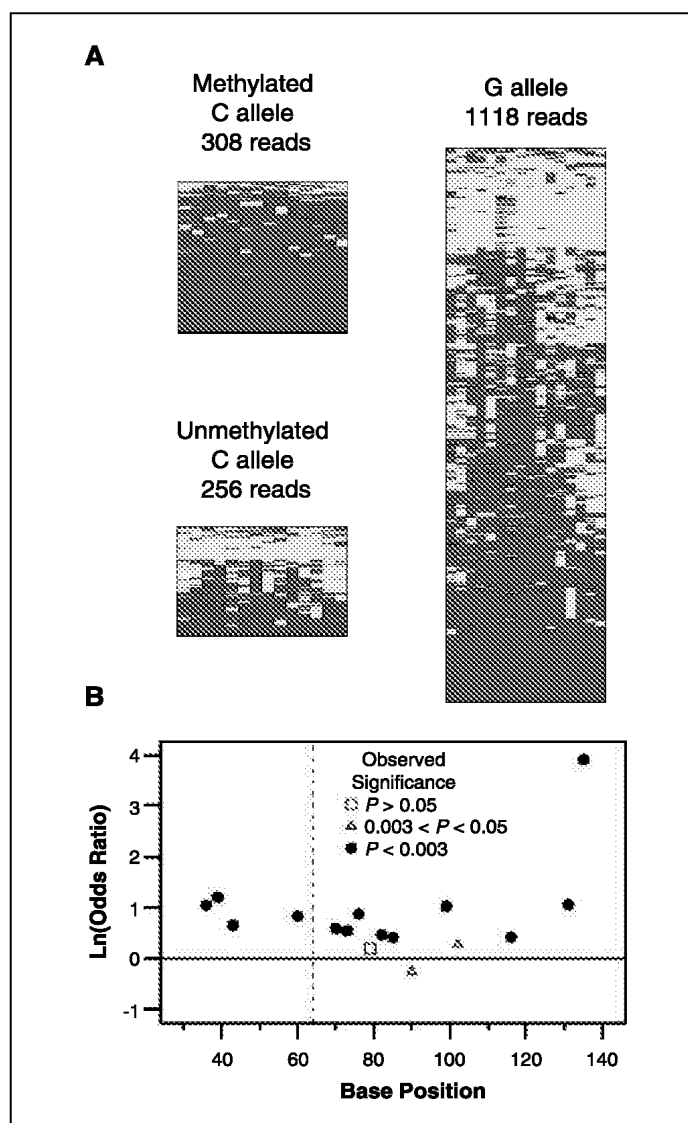 A
Methylated
C allele
308 reads
G allele
1118 reads
Unmethylated
C allele
256 reads
B
Ln(Odds Ratio)
4
3
2
1
0
-1
Observed
Significance
P > 0.05
0.003 < P < 0.05
P < 0.003
40 60 80 100 120 140
Base Position